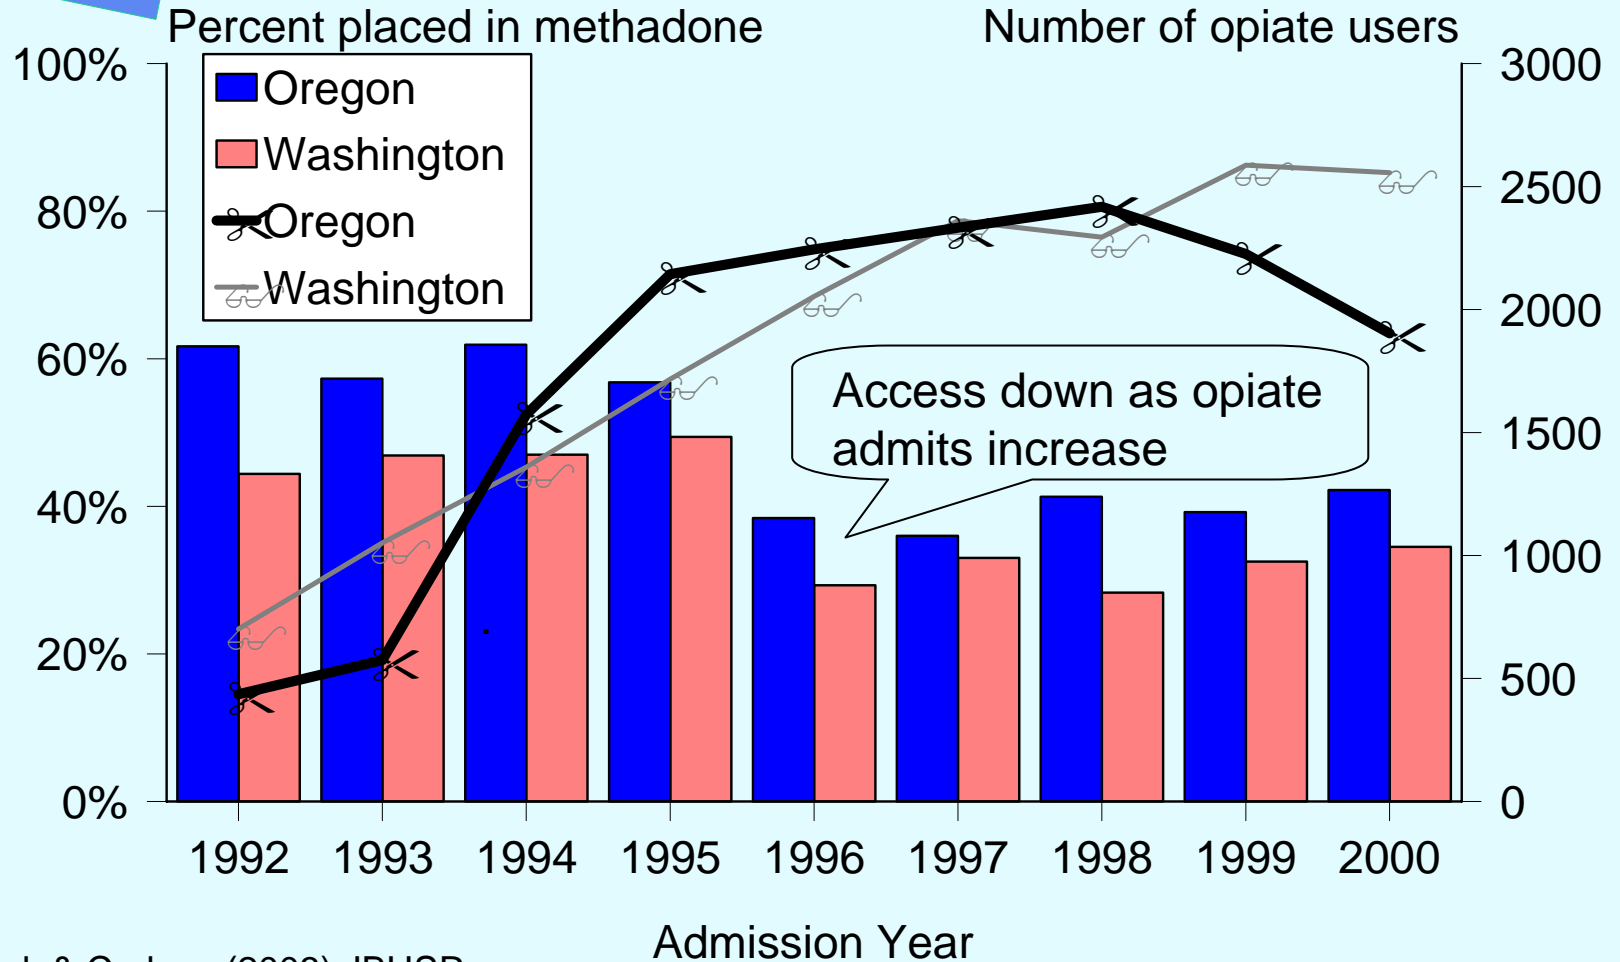 Percent placed in methadone
Number of opiate users
100%
80%
60%
40%
20%
0%
3000
2500
2000
1500
1000
500
0
Oregon
Washington
Oregon
Washington
Access down as opiate
admits increase
1992 1993 1994 1995 1996 1997 1998 1999 2000
Admission Year